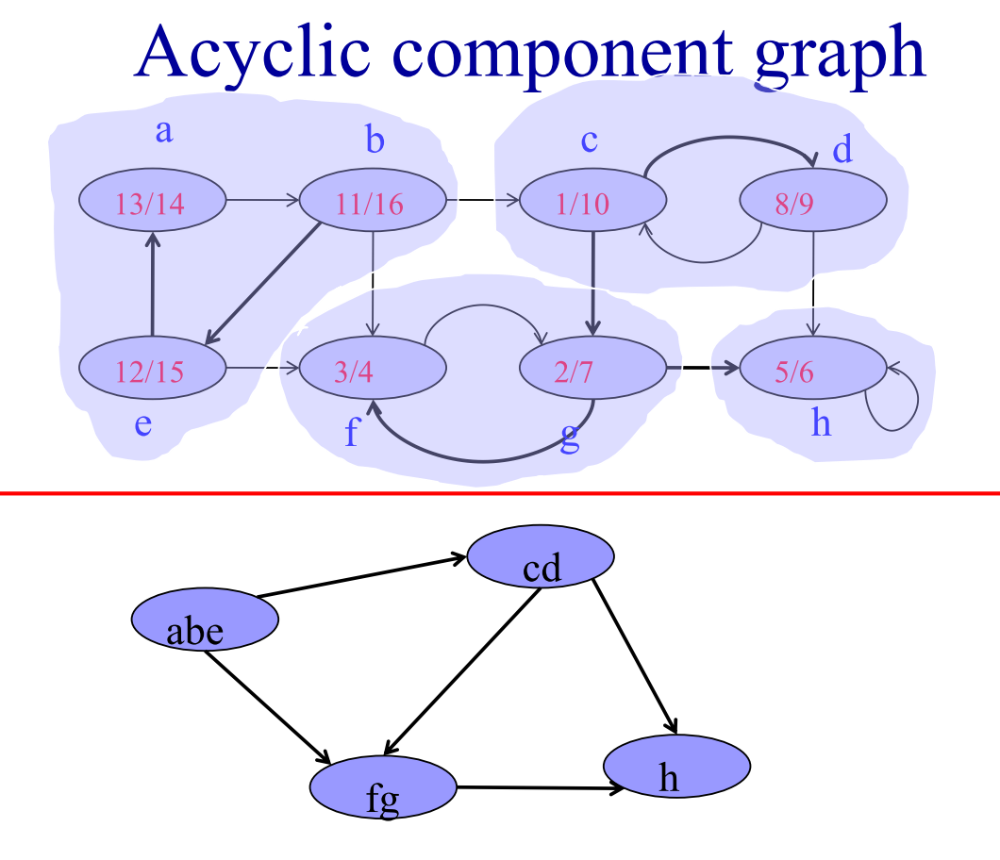 Acyclic component graph
a b c d
13/14 11/16 1/10 8/9
12/15 3/4 2/7 5/6
e f g h
cd
abe
h
fg